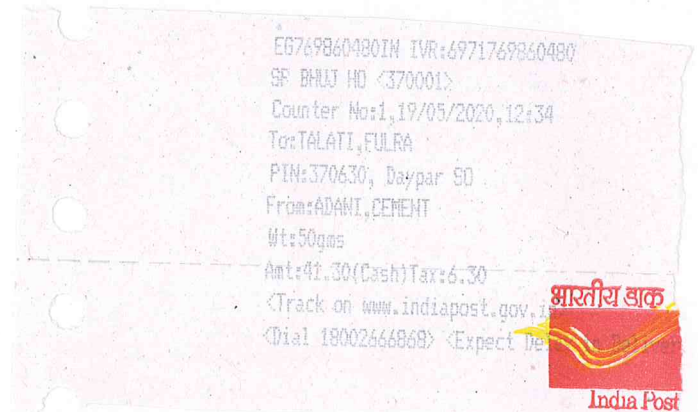 EG769860480IN IVR:6971769860480
SP BHUJ HO <370001>
Counter No:1,19/05/2020,12:34
To:TALATI,FULRA
PIN:370630, Daypar SO
From:ADANI,CEMENT
Wt:50gms
Amt:41.30(Cash)Tax:6.30
<Track on www.indiapost.gov.in>
<Dial 18002666868> <Expect
भारतीय डाक
India Post